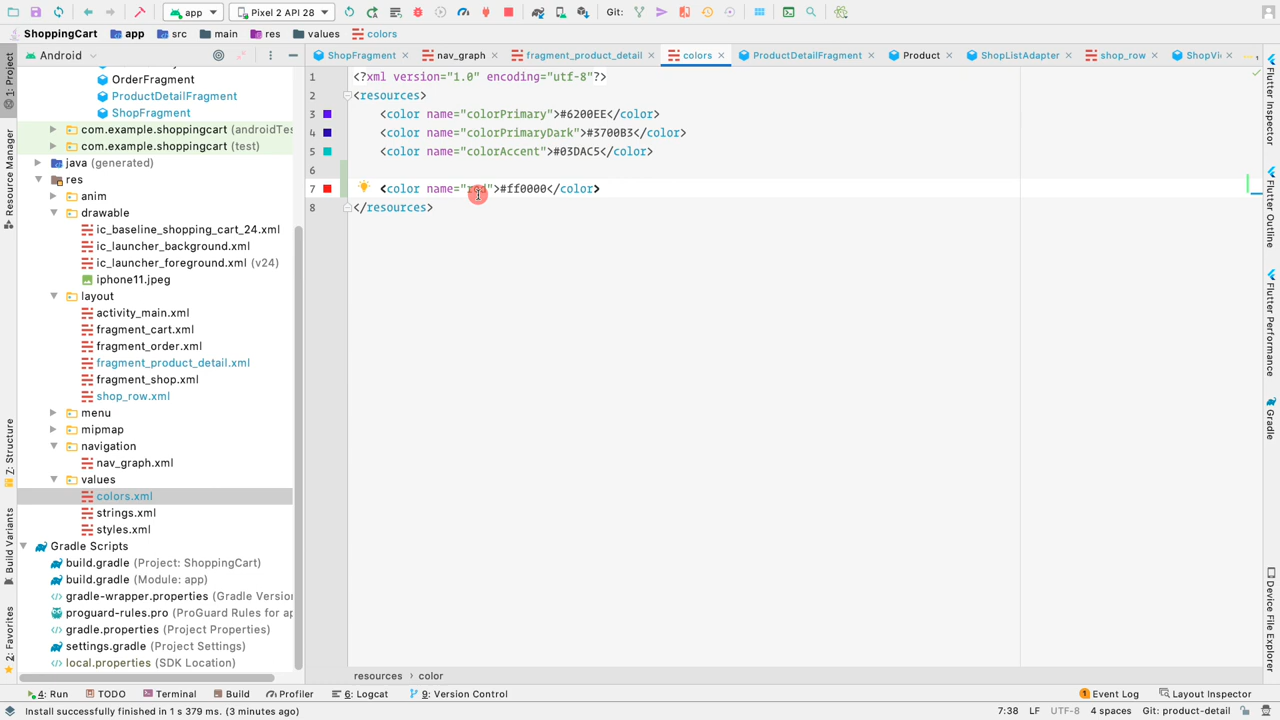 app
Pixel 2 API 28
Git:
ShoppingCart
app
src
main
res
values
colors
Android
ShopFragment
nav_graph
fragment_product_detail
colors
ProductDetailFragment
Product
ShopListAdapter
shop_row
ShopVi
1: Project
Resource Manager
Z: Structure
Build Variants
2: Favorites
OrderFragment
ProductDetailFragment
ShopFragment
com.example.shoppingcart (androidTes
com.example.shoppingcart (test)
java (generated)
res
anim
drawable
ic_baseline_shopping_cart_24.xml
ic_launcher_background.xml
ic_launcher_foreground.xml (v24)
iphone11.jpeg
layout
activity_main.xml
fragment_cart.xml
fragment_order.xml
fragment_product_detail.xml
fragment_shop.xml
shop_row.xml
menu
mipmap
navigation
nav_graph.xml
values
colors.xml
strings.xml
styles.xml
Gradle Scripts
build.gradle (Project: ShoppingCart)
build.gradle (Module: app)
gradle-wrapper.properties (Gradle Version
proguard-rules.pro (ProGuard Rules for ap
gradle.properties (Project Properties)
settings.gradle (Project Settings)
local.properties (SDK Location)
1 <?xml version="1.0" encoding="utf-8"?>
2 <resources>
3 <color name="colorPrimary">#6200EE</color>
4 <color name="colorPrimaryDark">#3700B3</color>
5 <color name="colorAccent">#03DAC5</color>
6
7 <color name="red">#ff0000</color>
8 </resources>
Flutter Inspector
Flutter Outline
Flutter Performance
Gradle
Device File Explorer
resources
color
4: Run
TODO
Terminal
Build
Profiler
6: Logcat
9: Version Control
1 Event Log
Layout Inspector
Install successfully finished in 1 s 379 ms. (3 minutes ago)
7:38
LF
UTF-8
4 spaces
Git: product-detail